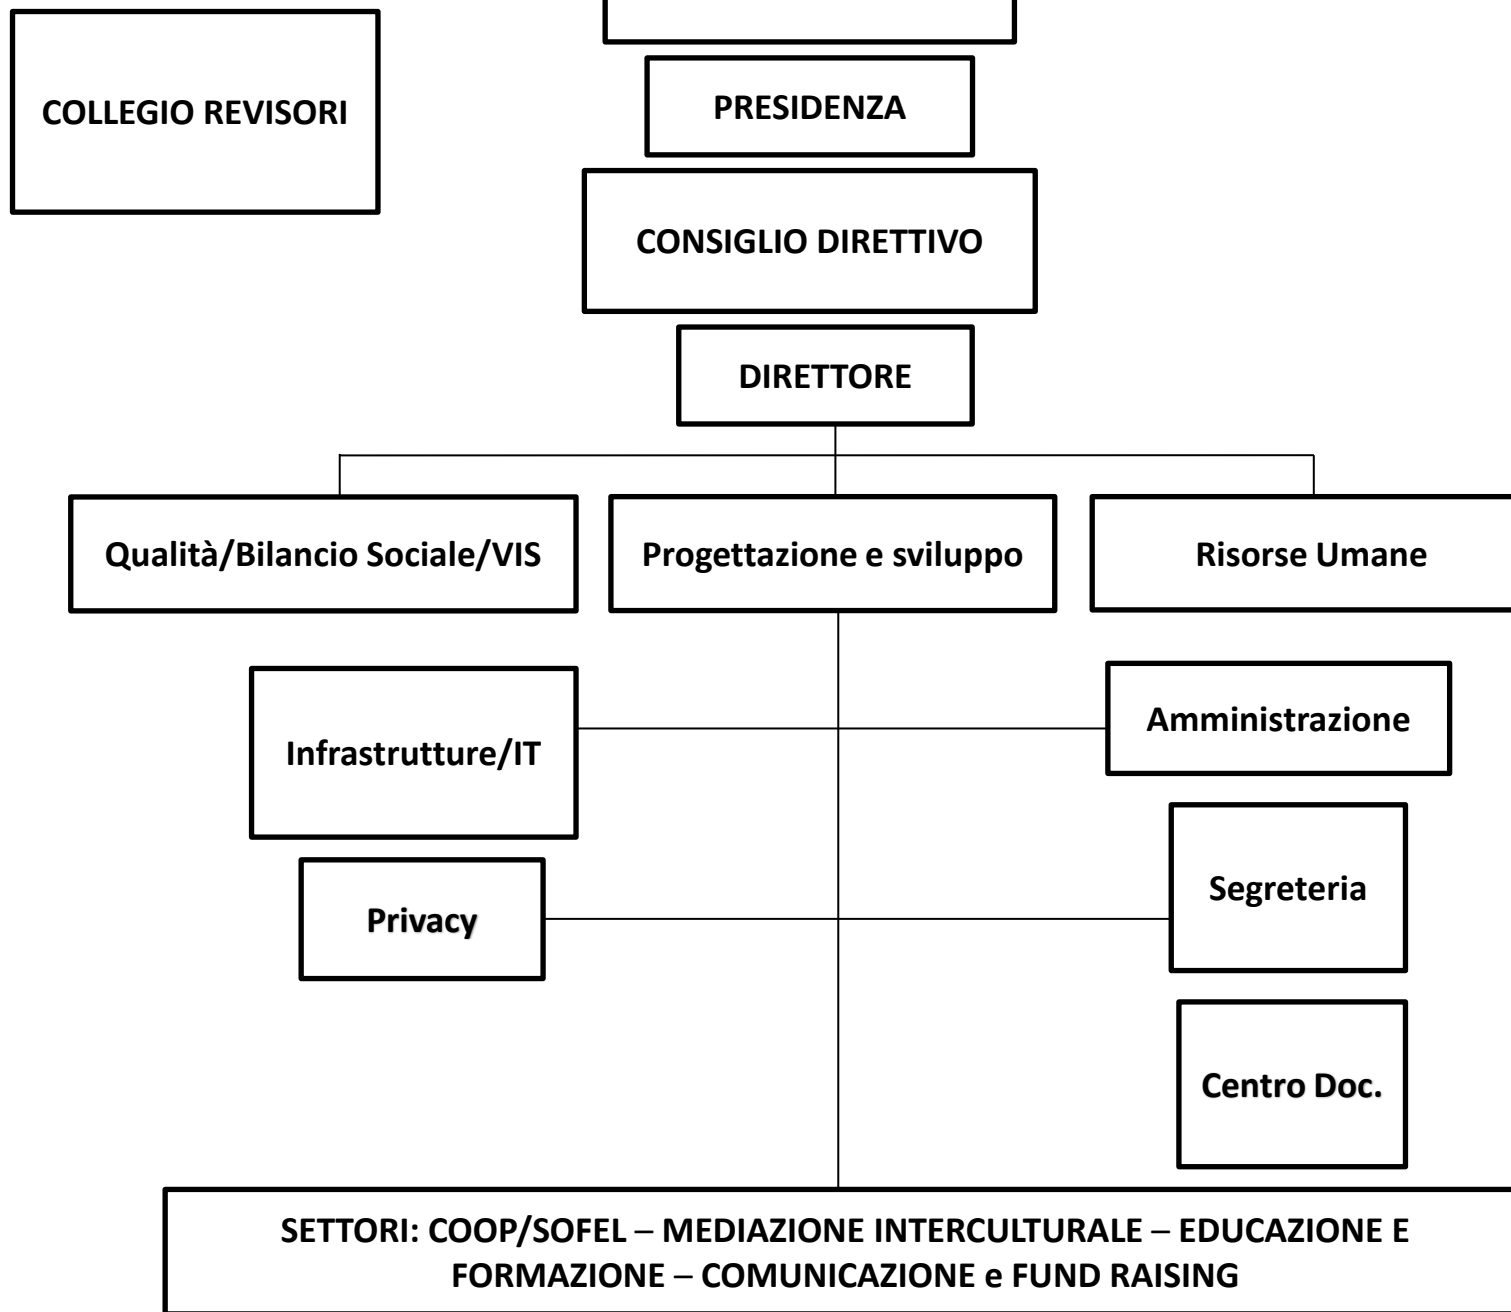 COLLEGIO REVISORI
PRESIDENZA
CONSIGLIO DIRETTIVO
DIRETTORE
Qualità/Bilancio Sociale/VIS
Progettazione e sviluppo
Risorse Umane
Infrastrutture/IT
Amministrazione
Privacy
Segreteria
Centro Doc.
SETTORI: COOP/SOFEL – MEDIAZIONE INTERCULTURALE – EDUCAZIONE E
FORMAZIONE – COMUNICAZIONE e FUND RAISING